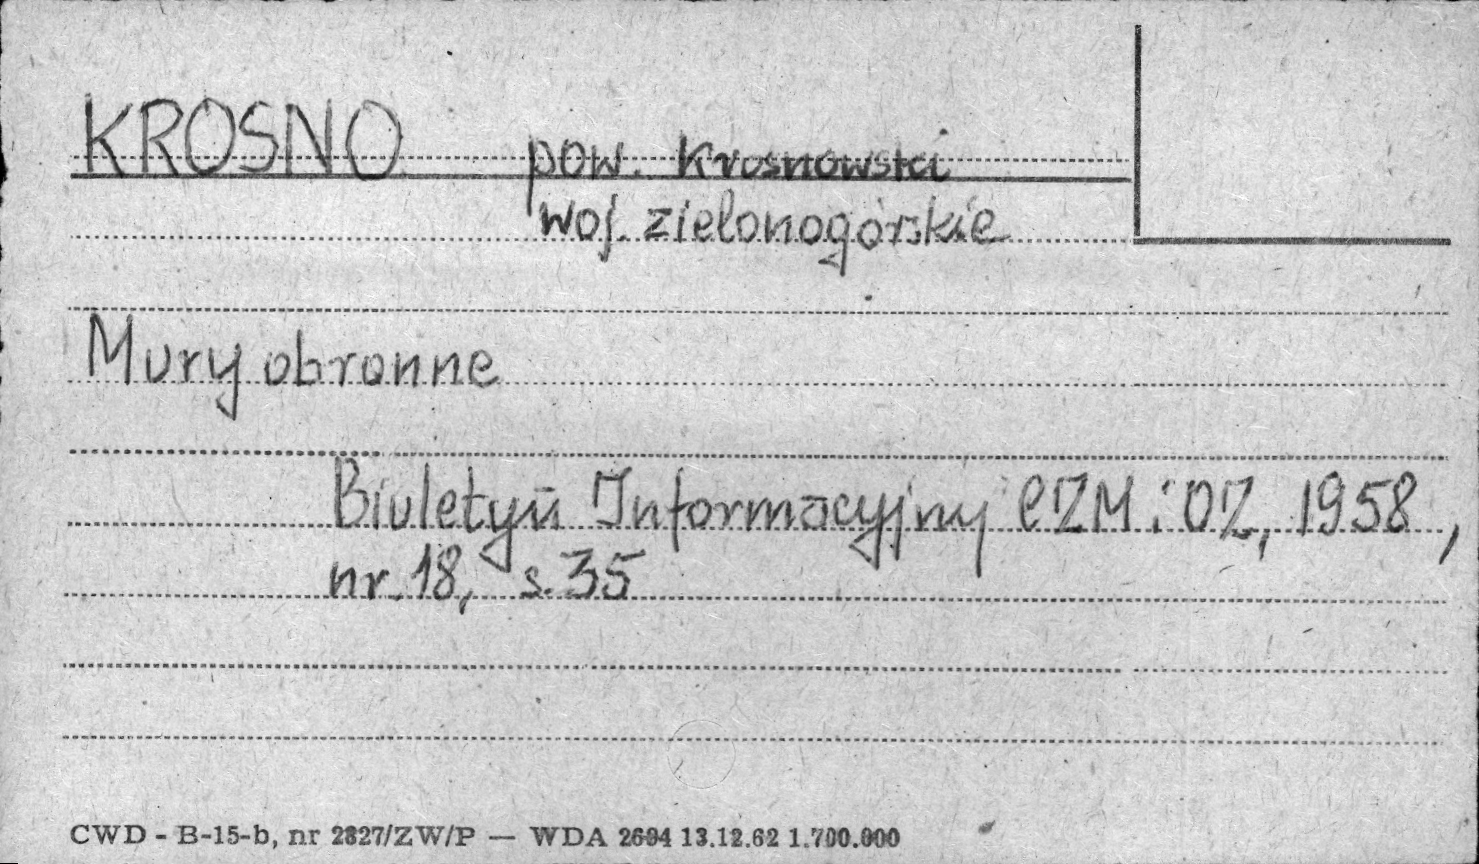 KROSNO pow. Krosnowski
woj. zielonogórskie
Mury obronne
Biuletyn Informacyjny PZM i OZ, 1958,
nr. 18, s. 35
CWD - B-15-b, nr 2827/ZW/P — WDA 2694 13.12.62 1.700.000